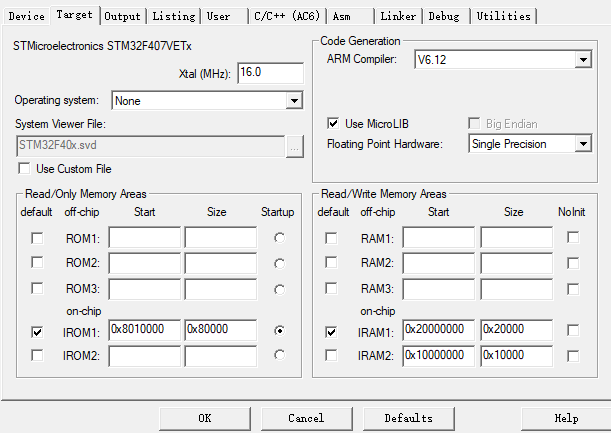 Device Target Output Listing User C/C++ (AC6) Asm Linker Debug Utilities
STMicroelectronics STM32F407VETx
Xtal (MHz): 16.0
Operating system: None
System Viewer File:
STM32F40x.svd ...
Use Custom File
Code Generation
ARM Compiler: V6.12
Use MicroLIB Big Endian
Floating Point Hardware: Single Precision
Read/Only Memory Areas
default off-chip Start Size Startup
ROM1:
ROM2:
ROM3:
on-chip
IROM1: 0x8010000 0x80000
IROM2:
Read/Write Memory Areas
default off-chip Start Size NoInit
RAM1:
RAM2:
RAM3:
on-chip
IRAM1: 0x20000000 0x20000
IRAM2: 0x10000000 0x10000
OK Cancel Defaults Help